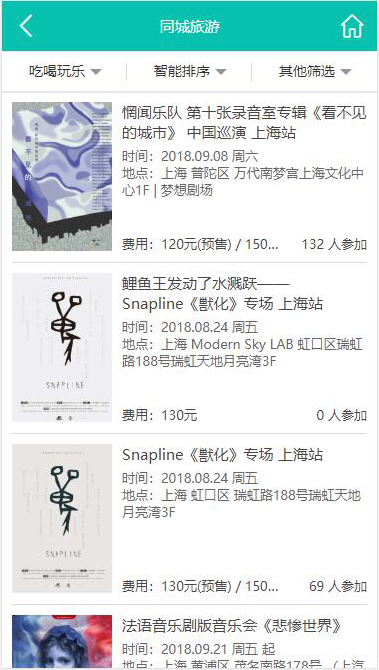 同城旅游
吃喝玩乐
智能排序
其他筛选
惘闻乐队 第十张录音室专辑《看不见
的城市》 中国巡演 上海站
时间：2018.09.08 周六
地点：上海 普陀区 万代南梦宫上海文化中
心1F | 梦想剧场
费用：120元(预售) / 150...
132 人参加
鲤鱼王发动了水溅跃——
Snapline《獣化》专场 上海站
时间：2018.08.24 周五
地点：上海 Modern Sky LAB 虹口区瑞虹
路188号瑞虹天地月亮湾3F
费用：130元
0 人参加
SNAPLINE
Snapline《獣化》专场 上海站
时间：2018.08.24 周五
地点：上海 虹口区 瑞虹路188号瑞虹天地
月亮湾3F
费用：130元(预售) / 150...
69 人参加
SNAPLINE
法语音乐剧版音乐会《悲惨世界》
时间：2018.09.21 周五 起
地点：上海 黄浦区 茂名南路178号（上汽